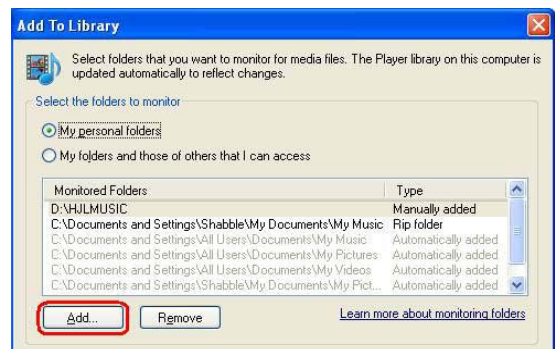 Add To Library
Select folders that you want to monitor for media files. The Player library on this computer is
updated automatically to reflect changes.
Select the folders to monitor
My personal folders
My folders and those of others that I can access
Monitored Folders Type
D:\HJLMUSIC Manually added
C:\Documents and Settings\Shabble\My Documents\My Music Rip folder
C:\Documents and Settings\All Users\Documents\My Music Automatically added
C:\Documents and Settings\All Users\Documents\My Pictures Automatically added
C:\Documents and Settings\All Users\Documents\My Videos Automatically added
C:\Documents and Settings\Shabble\My Documents\My Pict... Automatically added
Add... Remove Learn more about monitoring folders